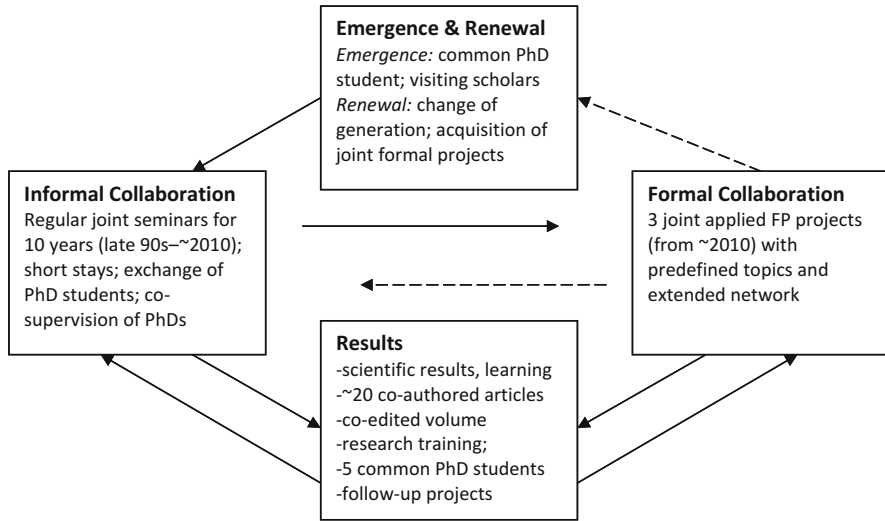 Emergence & Renewal
Emergence: common PhD
student; visiting scholars
Renewal: change of
generation; acquisition of
joint formal projects
Informal Collaboration
Regular joint seminars for
10 years (late 90s–~2010);
short stays; exchange of
PhD students; co-
supervision of PhDs
Formal Collaboration
3 joint applied FP projects
(from ~2010) with
predefined topics and
extended network
Results
-scientific results, learning
-~20 co-authored articles
-co-edited volume
-research training;
-5 common PhD students
-follow-up projects